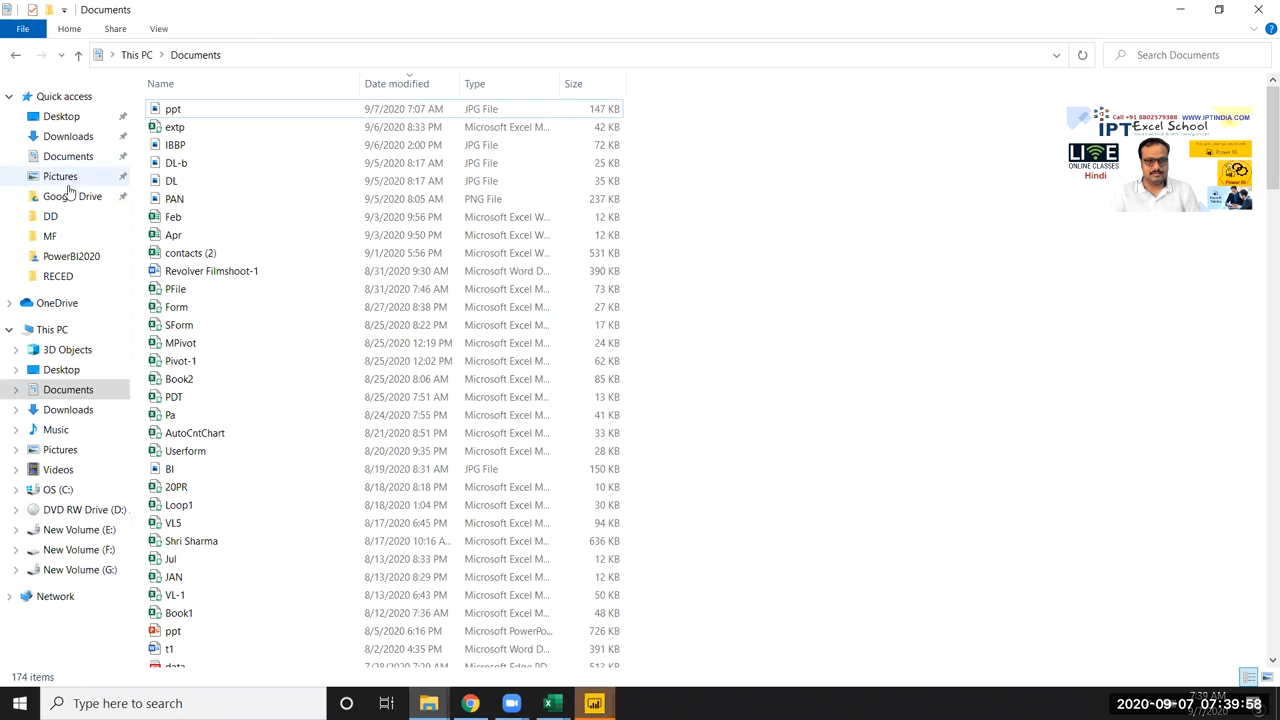 Documents
File Home Share View
This PC Documents Search Documents
Name Date modified Type Size
Quick access
Desktop
Downloads
Documents
Pictures
Drive
DD
MF
PowerBI2020
RECED
OneDrive
This PC
3D Objects
Desktop
Documents
Downloads
Music
Pictures
Videos
OS (C:)
DVD RW Drive (D:)
New Volume (E:)
New Volume (F:)
New Volume (G:)
Network
ppt 9/7/2020 7:07 AM JPG File 147 KB
extp 9/6/2020 8:33 PM Microsoft Excel M... 42 KB
IBBP 9/6/2020 2:00 PM JPG File 72 KB
DL-b 9/5/2020 8:17 AM JPG File 25 KB
DL 9/5/2020 8:17 AM JPG File 35 KB
PAN 9/5/2020 8:05 AM PNG File 237 KB
Feb 9/3/2020 9:56 PM Microsoft Excel W... 12 KB
Apr 9/3/2020 9:50 PM Microsoft Excel W... 12 KB
contacts (2) 9/1/2020 5:56 PM Microsoft Excel W... 531 KB
Revolver Filmshoot-1 8/31/2020 9:30 AM Microsoft Word D... 390 KB
PFile 8/31/2020 7:46 AM Microsoft Excel M... 73 KB
Form 8/27/2020 8:38 PM Microsoft Excel M... 27 KB
SForm 8/25/2020 8:22 PM Microsoft Excel M... 17 KB
MPivot 8/25/2020 12:19 PM Microsoft Excel M... 24 KB
Pivot-1 8/25/2020 12:02 PM Microsoft Excel M... 62 KB
Book2 8/25/2020 8:06 AM Microsoft Excel M... 85 KB
PDT 8/25/2020 7:51 AM Microsoft Excel M... 13 KB
Pa 8/24/2020 7:55 PM Microsoft Excel M... 41 KB
AutoCntChart 8/21/2020 8:51 PM Microsoft Excel M... 33 KB
Userform 8/20/2020 9:35 PM Microsoft Excel M... 28 KB
BI 8/19/2020 8:31 AM JPG File 150 KB
20PR 8/18/2020 8:18 PM Microsoft Excel M... 10 KB
Loop1 8/18/2020 1:04 PM Microsoft Excel M... 30 KB
VL5 8/17/2020 6:45 PM Microsoft Excel M... 94 KB
Shri Sharma 8/17/2020 10:16 A... Microsoft Excel M... 636 KB
Jul 8/13/2020 8:33 PM Microsoft Excel M... 12 KB
JAN 8/13/2020 8:29 PM Microsoft Excel M... 12 KB
VL-1 8/13/2020 6:43 PM Microsoft Excel M... 50 KB
Book1 8/12/2020 7:36 AM Microsoft Excel M... 48 KB
ppt 8/5/2020 6:16 PM Microsoft PowerPo... 726 KB
t1 8/2/2020 4:35 PM Microsoft Word D... 391 KB
Call +91 8802579388 WWW.IPTINDIA.COM
IPT Excel School
LIVE
ONLINE CLASSES
Hindi
Power BI
174 items
Type here to search
2020-09-07 07:39:58
7:39 AM
9/7/2020